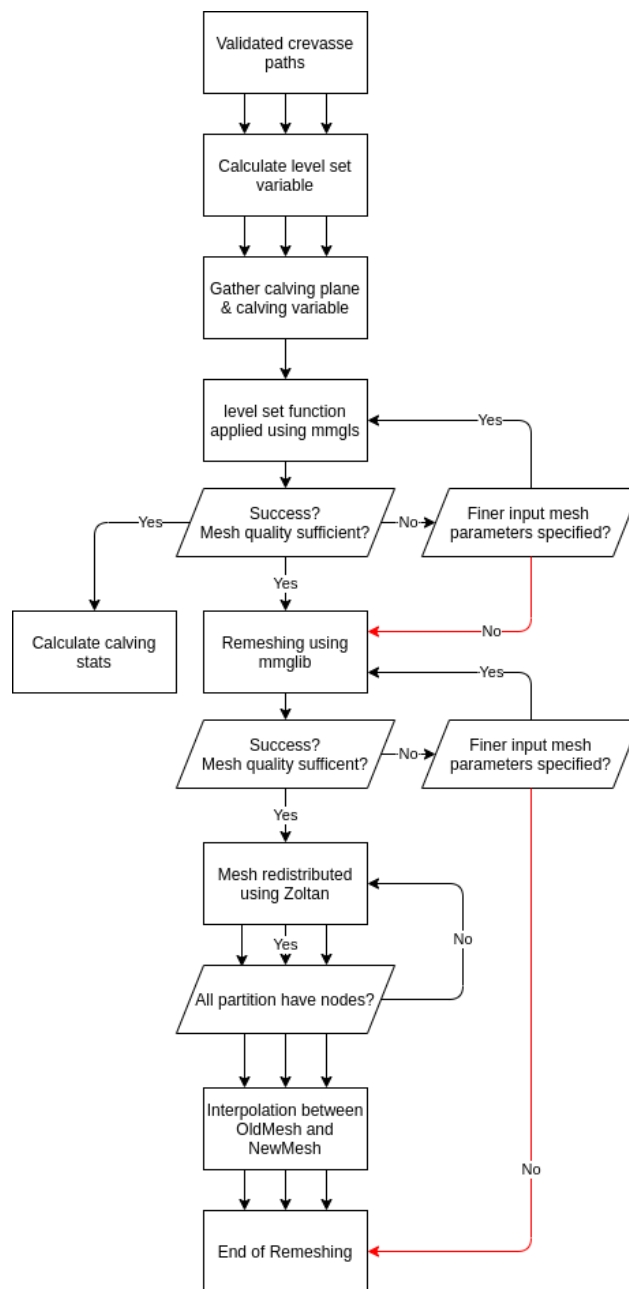 Validated crevasse
paths
Calculate level set
variable
Gather calving plane
& calving variable
level set function
applied using mmgls
Yes
Success?
Mesh quality sufficient?
No
Finer input mesh
parameters specified?
Yes
Yes
No
Calculate calving
stats
Remeshing using
mmglib
Yes
Success?
Mesh quality sufficent?
No
Finer input mesh
parameters specified?
Yes
Mesh redistributed
using Zoltan
Yes
No
All partition have nodes?
Interpolation between
OldMesh and
NewMesh
No
End of Remeshing